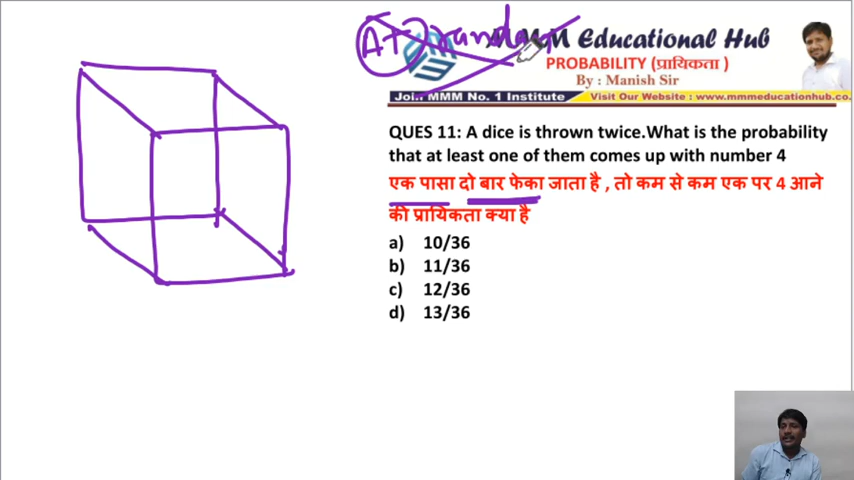 MMM Educational Hub
PROBABILITY (प्रायिकता )
By : Manish Sir
Join MMM No. 1 Institute
Visit Our Website : www.mmmeducationhub.co.
QUES 11: A dice is thrown twice.What is the probability
that at least one of them comes up with number 4
एक पासा दो बार फेका जाता है , तो कम से कम एक पर 4 आने
की प्रायिकता क्या है
a) 10/36
b) 11/36
c) 12/36
d) 13/36